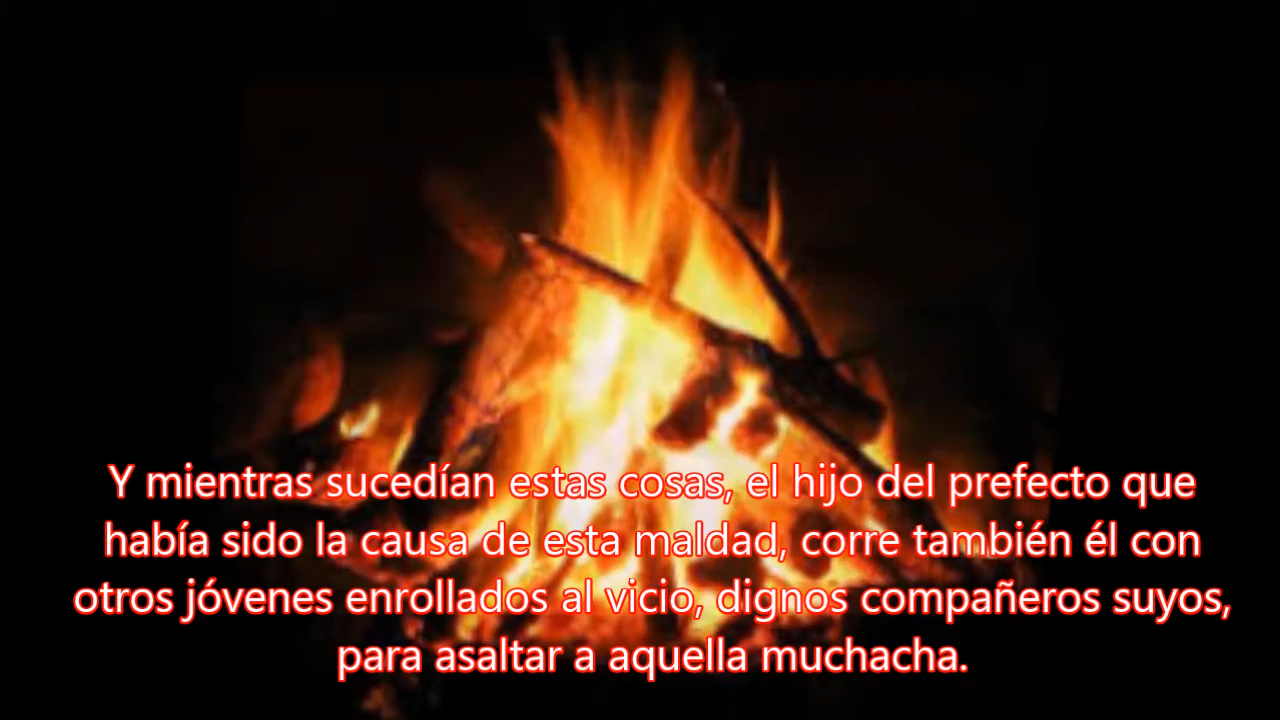 Y mientras sucedían estas cosas, el hijo del prefecto que
había sido la causa de esta maldad, corre también él con
otros jóvenes enrollados al vicio, dignos compañeros suyos,
para asaltar a aquella muchacha.